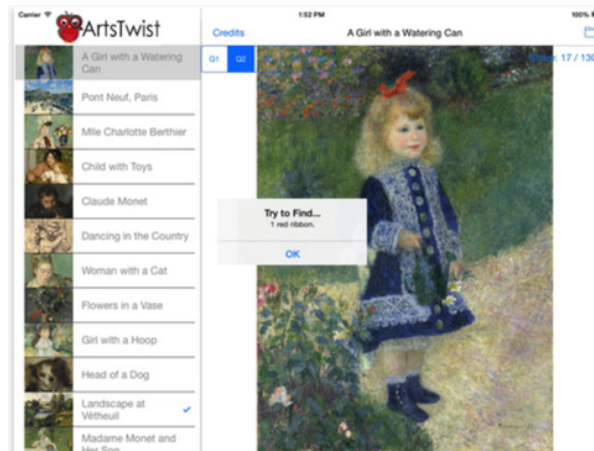 Carrier
1:52 PM
100%
ArtsTwist
Credits
A Girl with a Watering Can
Q1
Q2
17 / 130
A Girl with a Watering
Can
Pont Neuf, Paris
Mlle Charlotte Berthier
Child with Toys
Claude Monet
Dancing in the Country
Woman with a Cat
Flowers in a Vase
Girl with a Hoop
Head of a Dog
Landscape at
Vétheuil
Madame Monet and
Her Son
Try to Find...
1 red ribbon.
OK